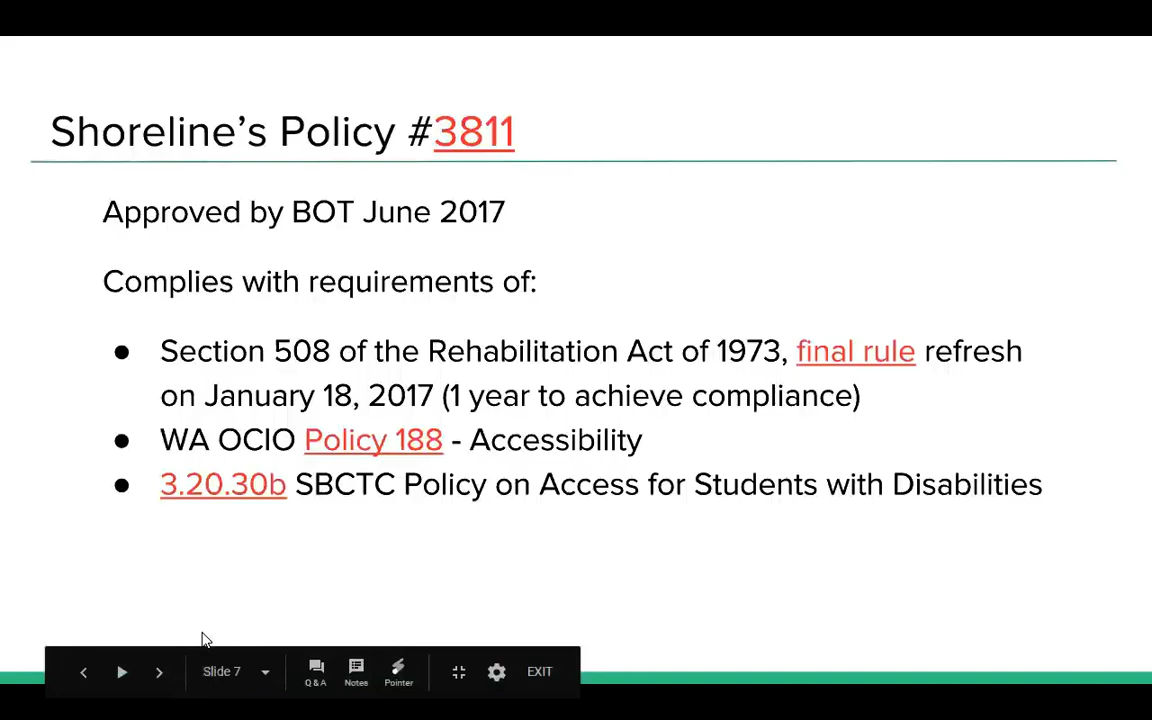 Shoreline’s Policy #3811
Approved by BOT June 2017
Complies with requirements of:
● Section 508 of the Rehabilitation Act of 1973, final rule refresh
on January 18, 2017 (1 year to achieve compliance)
● WA OCIO Policy 188 - Accessibility
● 3.20.30b SBCTC Policy on Access for Students with Disabilities
Slide 7 Q & A Notes Pointer EXIT